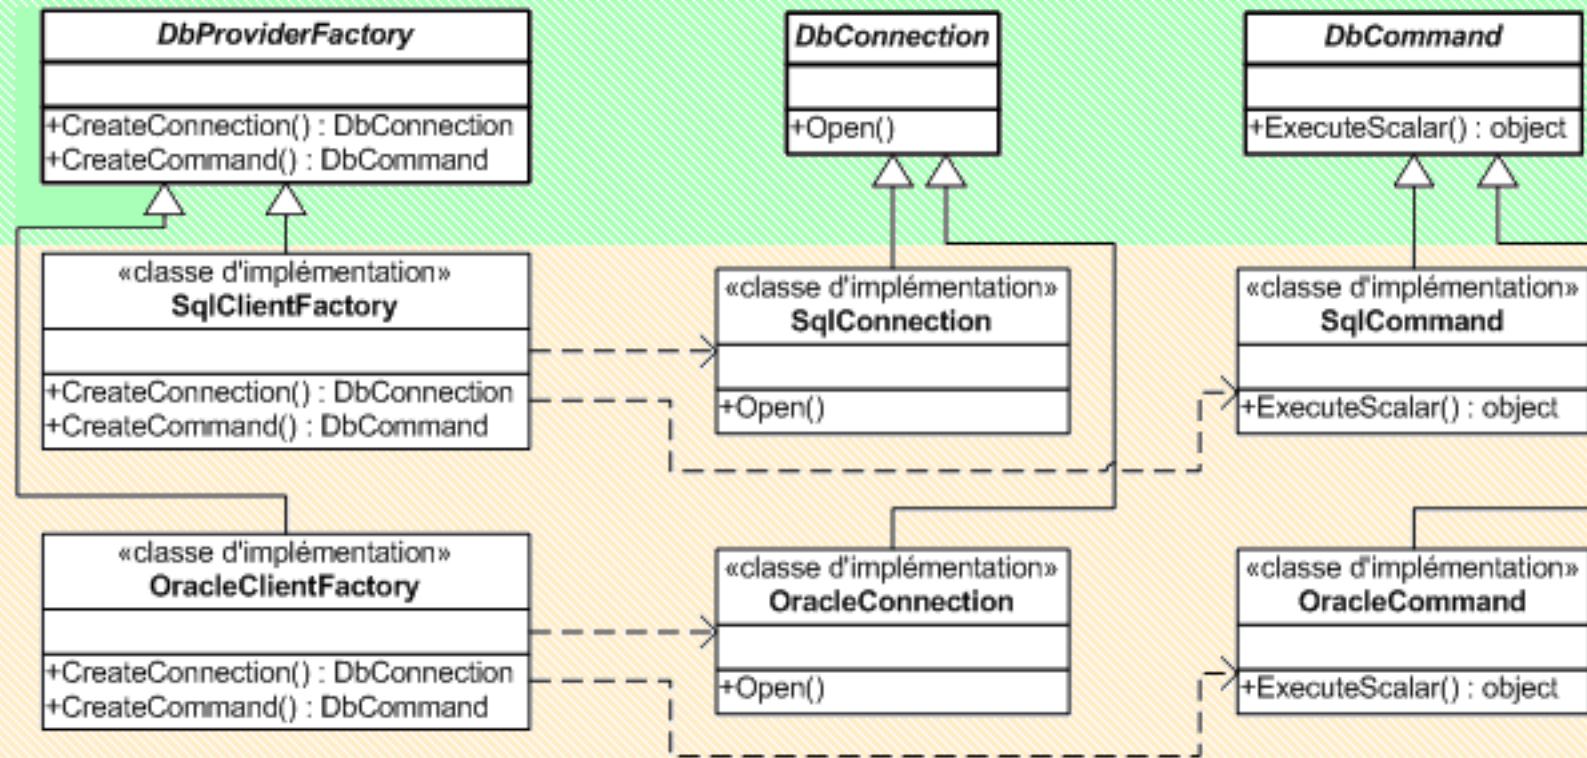 DbProviderFactory
+CreateConnection() : DbConnection
+CreateCommand() : DbCommand
DbConnection
+Open()
DbCommand
+ExecuteScalar() : object
«classe d'implémentation»
SqlClientFactory
+CreateConnection() : DbConnection
+CreateCommand() : DbCommand
«classe d'implémentation»
SqlConnection
+Open()
«classe d'implémentation»
SqlCommand
+ExecuteScalar() : object
«classe d'implémentation»
OracleClientFactory
+CreateConnection() : DbConnection
+CreateCommand() : DbCommand
«classe d'implémentation»
OracleConnection
+Open()
«classe d'implémentation»
OracleCommand
+ExecuteScalar() : object